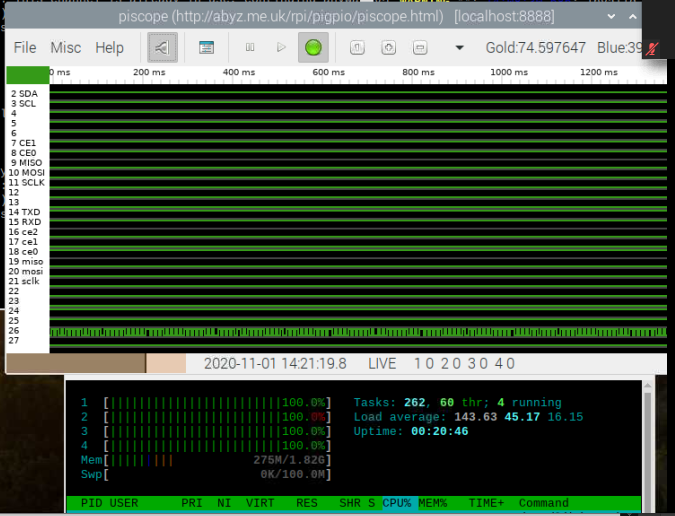 piscope (http://abyz.me.uk/rpi/pigpio/piscope.html) [localhost:8888]
File Misc Help Gold:74.597647 Blue:39
0 ms 200 ms 400 ms 600 ms 800 ms 1000 ms 1200 ms
2 SDA
3 SCL
4
5
6
7 CE1
8 CE0
9 MISO
10 MOSI
11 SCLK
12
13
14 TXD
15 RXD
16 ce2
17 ce1
18 ce0
19 miso
20 mosi
21 sclk
22
23
24
25
26
27
2020-11-01 14:21:19.8 LIVE 1 0 2 0 3 0 4 0
1 [||||||||||||||||||||||||100.0%] Tasks: 262, 60 thr; 4 running
2 [||||||||||||||||||||||||100.0%] Load average: 143.63 45.17 16.15
3 [||||||||||||||||||||||||100.0%] Uptime: 00:20:46
4 [||||||||||||||||||||||||100.0%]
Mem[||||||||| 275M/1.82G]
Swp[ 0K/100.0M]
PID USER PRI NI VIRT RES SHR S CPU% MEM% TIME+ Command